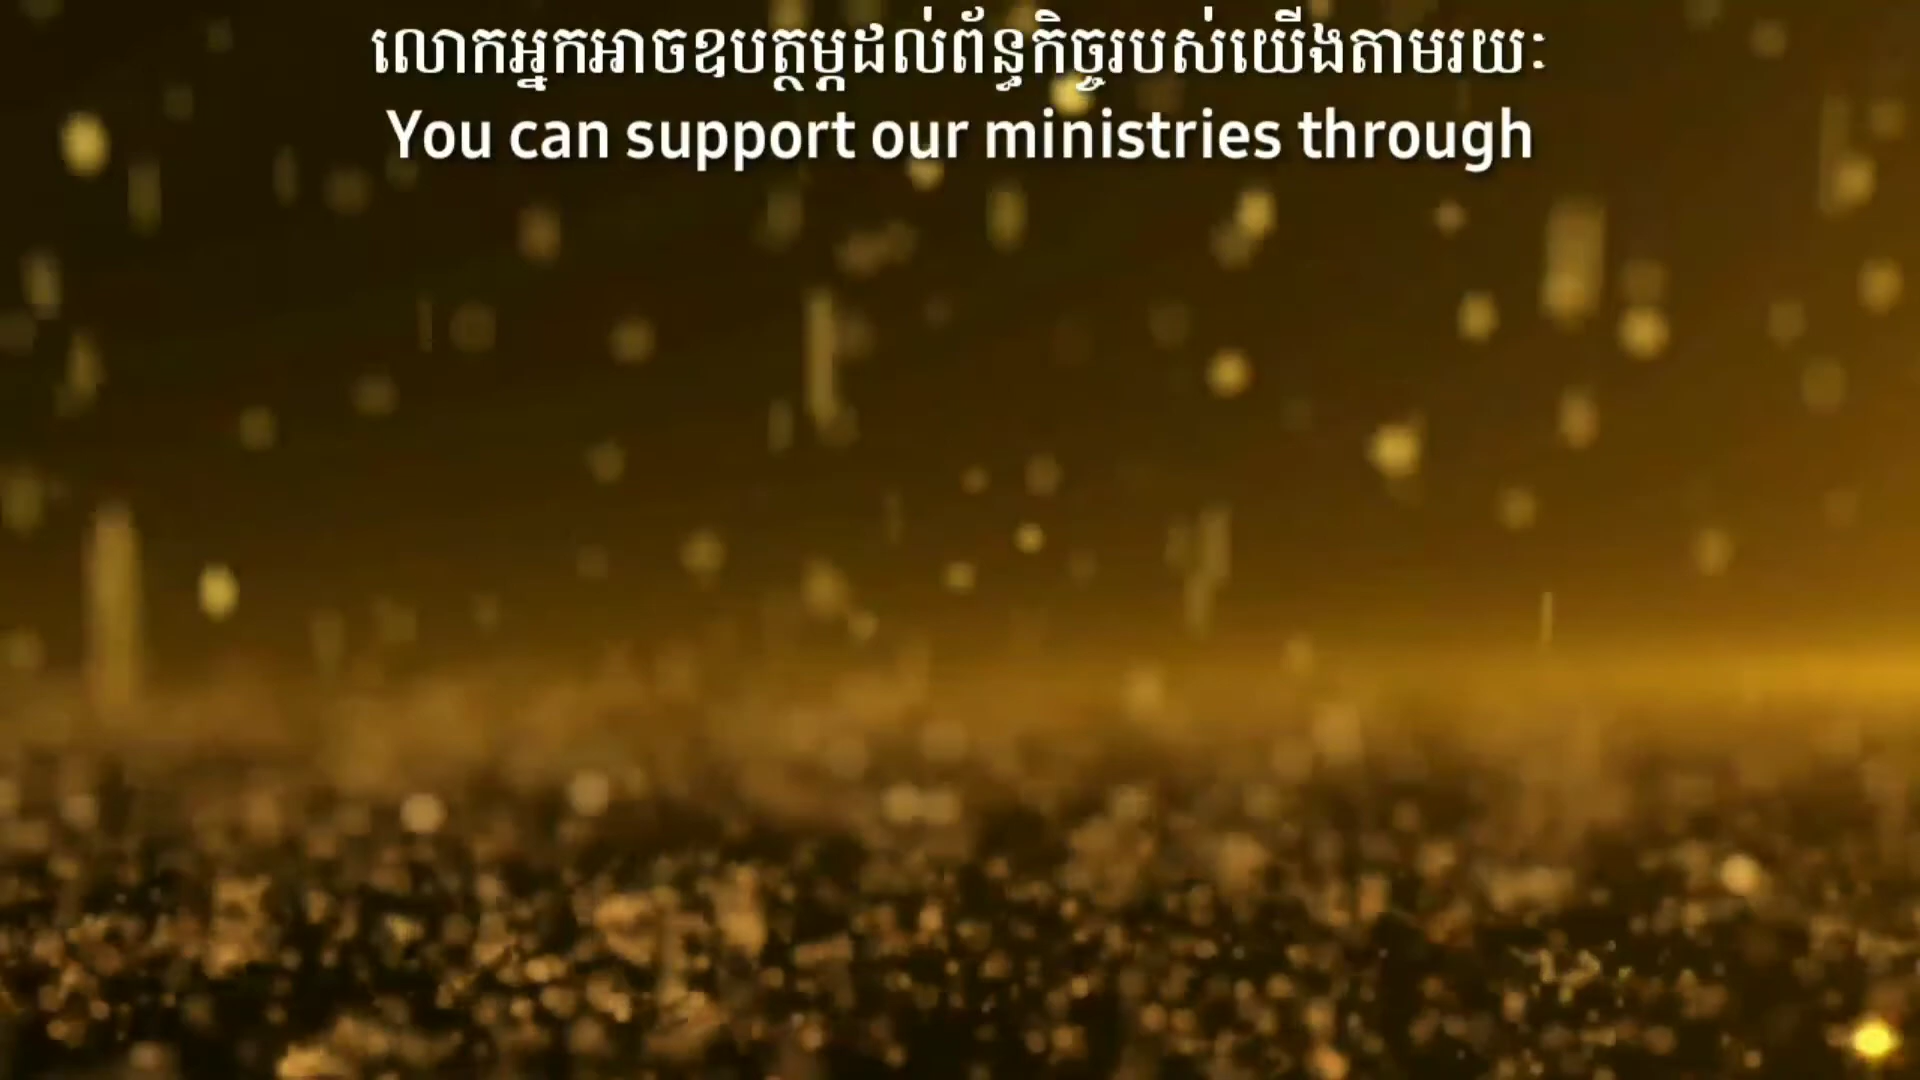 លោកអ្នកអាចឧបត្ថម្ភដល់ព័ន្ធកិច្ចរបស់យើងតាមរយៈ
You can support our ministries through